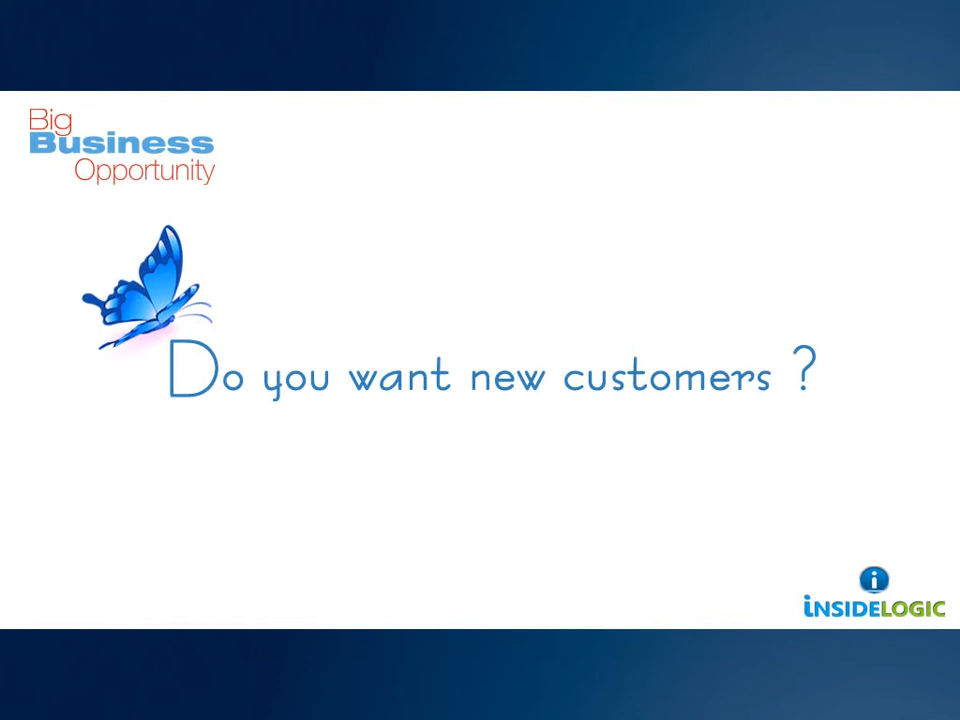 Big
Business
Opportunity
Do you want new customers ?
i
iNSIDELOGIC